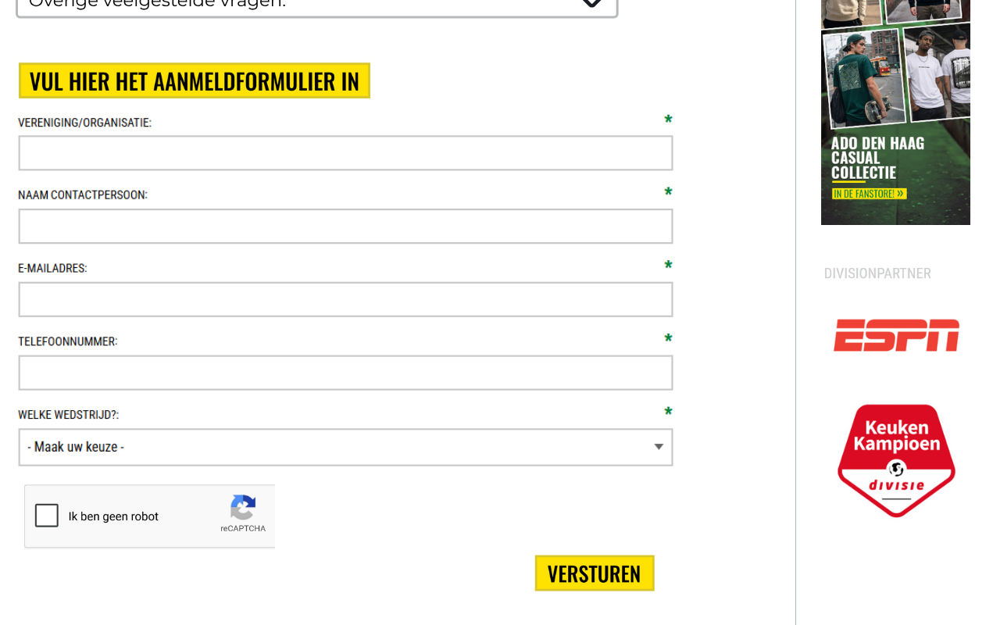 Overige veelgestelde vragen:
VUL HIER HET AANMELDFORMULIER IN
VERENIGING/ORGANISATIE: *
NAAM CONTACTPERSOON: *
E-MAILADRES: *
TELEFOONNUMMER: *
WELKE WEDSTRIJD?: *
- Maak uw keuze -
Ik ben geen robot
reCAPTCHA
VERSTUREN
ADO DEN HAAG
CASUAL
COLLECTIE
IN DE FANSTORE! »
DIVISIONPARTNER
ESPN
Keuken
Kampioen
divisie